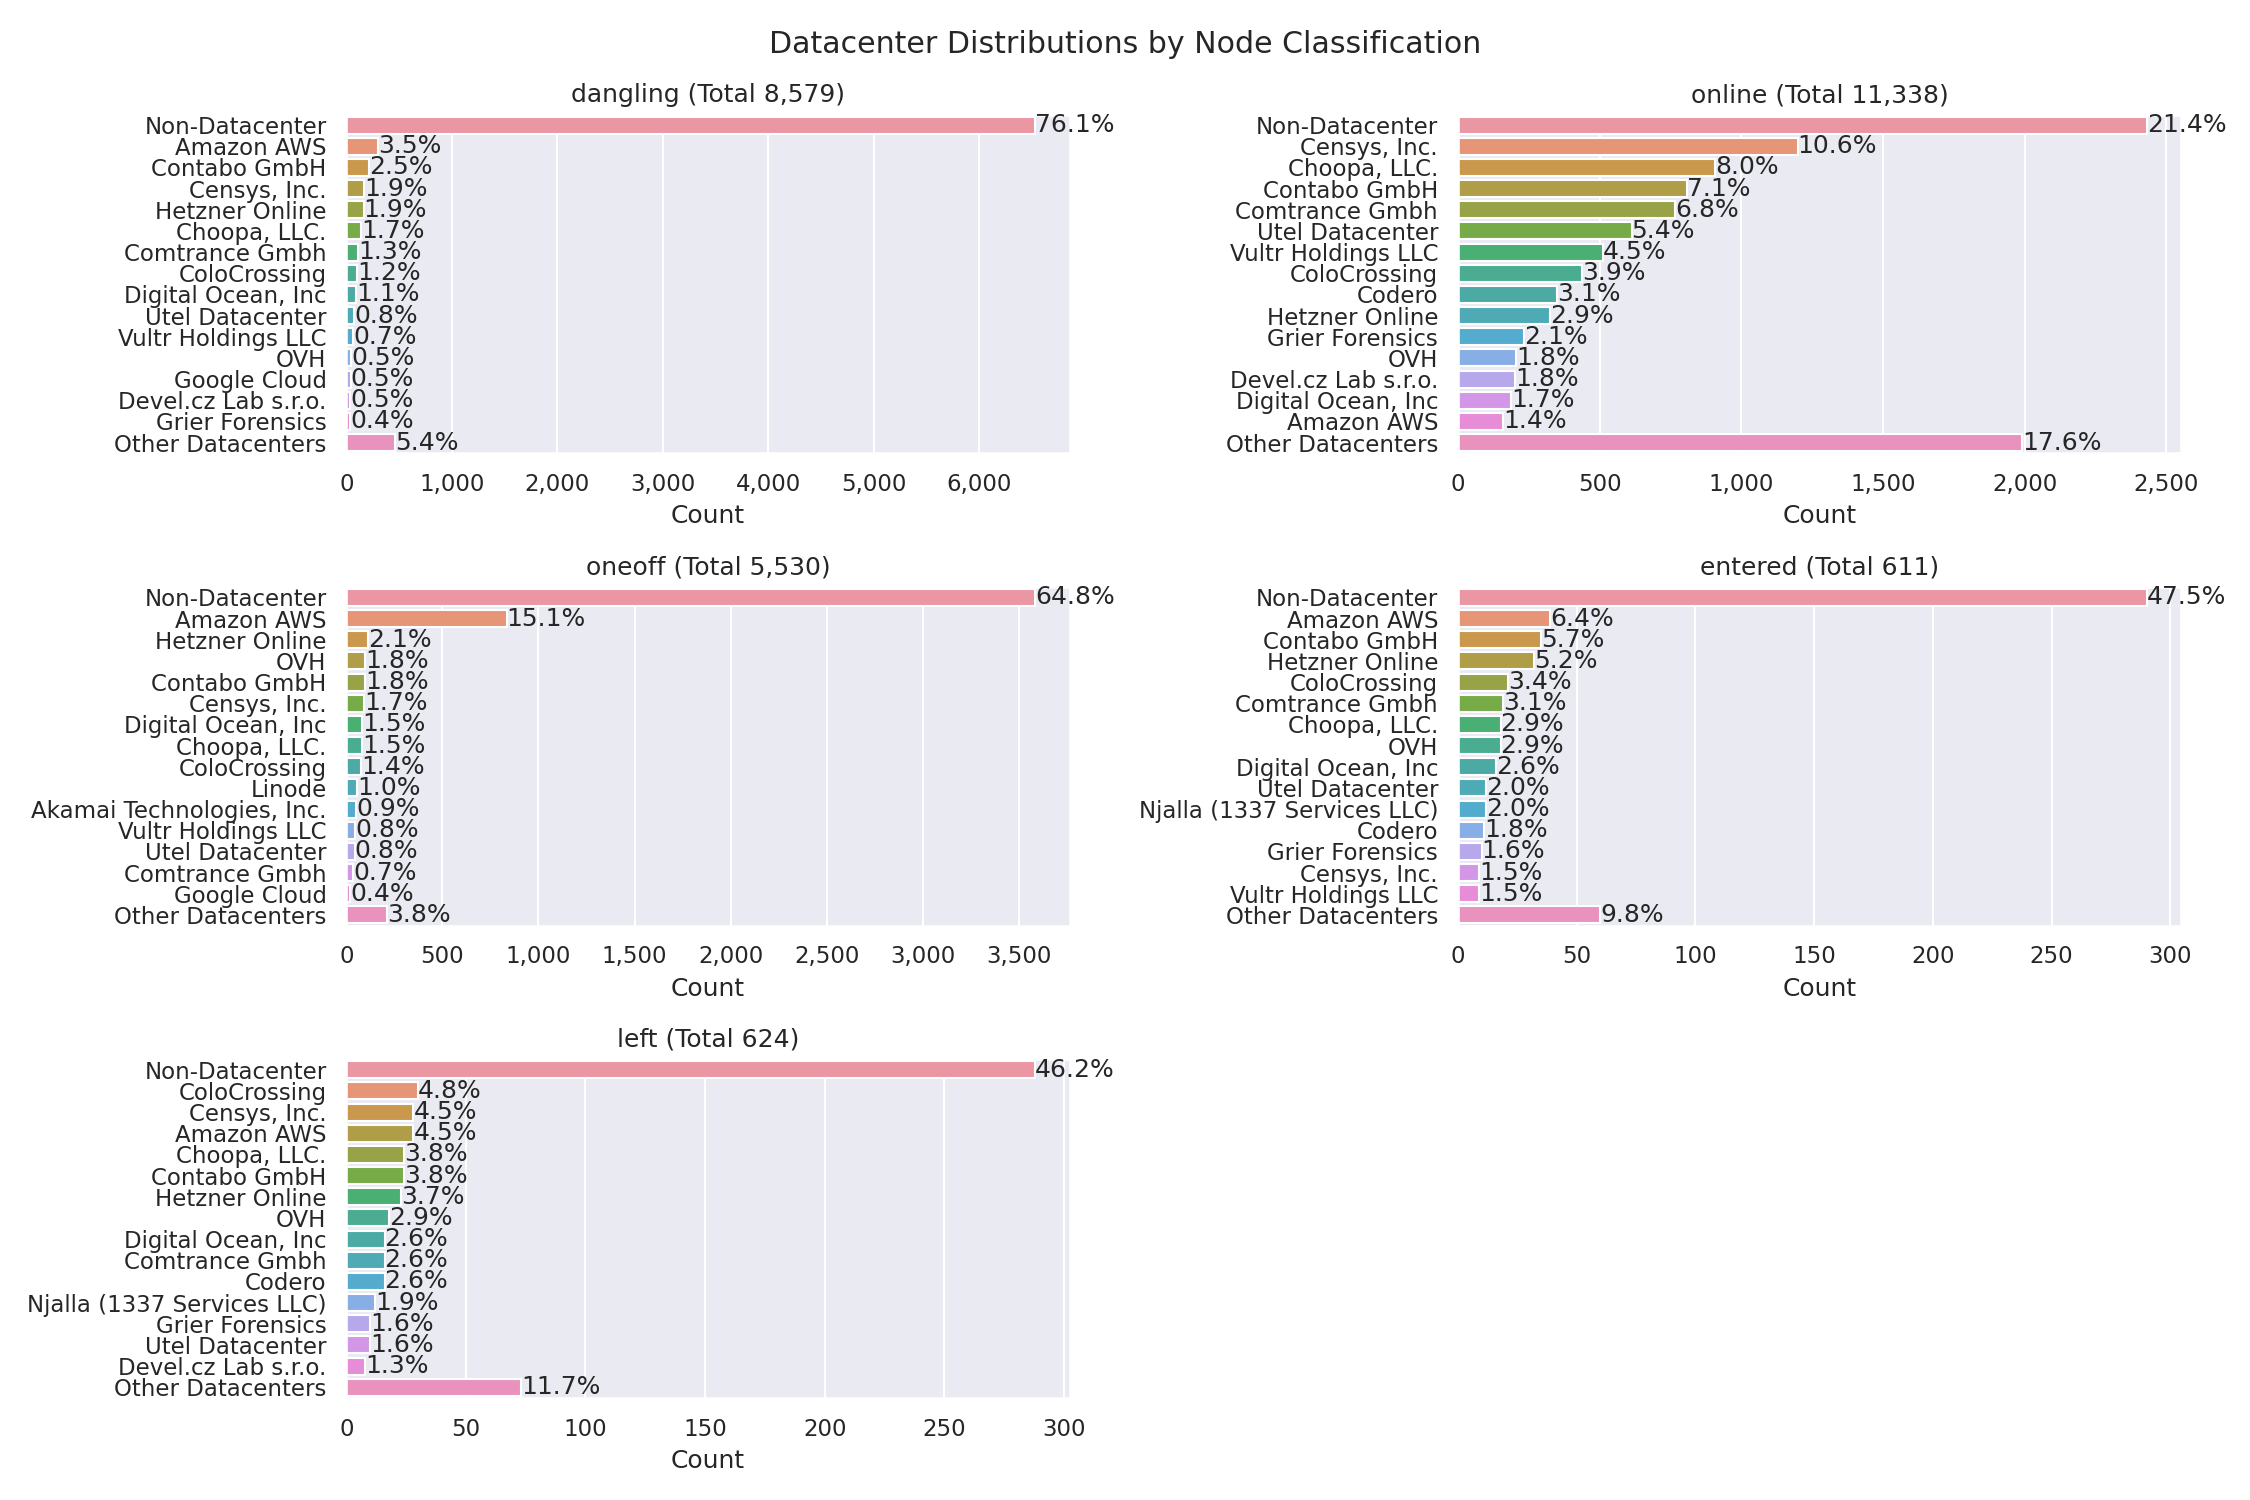 Datacenter Distributions by Node Classification
dangling (Total 8,579)
Non-Datacenter 76.1%
Amazon AWS 3.5%
Contabo GmbH 2.5%
Censys, Inc. 1.9%
Hetzner Online 1.9%
Choopa, LLC. 1.7%
Comtrance Gmbh 1.3%
ColoCrossing 1.2%
Digital Ocean, Inc 1.1%
Utel Datacenter 0.8%
Vultr Holdings LLC 0.7%
OVH 0.5%
Google Cloud 0.5%
Devel.cz Lab s.r.o. 0.5%
Grier Forensics 0.4%
Other Datacenters 5.4%
0 1,000 2,000 3,000 4,000 5,000 6,000
Count
online (Total 11,338)
Non-Datacenter 21.4%
Censys, Inc. 10.6%
Choopa, LLC. 8.0%
Contabo GmbH 7.1%
Comtrance Gmbh 6.8%
Utel Datacenter 5.4%
Vultr Holdings LLC 4.5%
ColoCrossing 3.9%
Codero 3.1%
Hetzner Online 2.9%
Grier Forensics 2.1%
OVH 1.8%
Devel.cz Lab s.r.o. 1.8%
Digital Ocean, Inc 1.7%
Amazon AWS 1.4%
Other Datacenters 17.6%
0 500 1,000 1,500 2,000 2,500
Count
oneoff (Total 5,530)
Non-Datacenter 64.8%
Amazon AWS 15.1%
Hetzner Online 2.1%
OVH 1.8%
Contabo GmbH 1.8%
Censys, Inc. 1.7%
Digital Ocean, Inc 1.5%
Choopa, LLC. 1.5%
ColoCrossing 1.4%
Linode 1.0%
Akamai Technologies, Inc. 0.9%
Vultr Holdings LLC 0.8%
Utel Datacenter 0.8%
Comtrance Gmbh 0.7%
Google Cloud 0.4%
Other Datacenters 3.8%
0 500 1,000 1,500 2,000 2,500 3,000 3,500
Count
entered (Total 611)
Non-Datacenter 47.5%
Amazon AWS 6.4%
Contabo GmbH 5.7%
Hetzner Online 5.2%
ColoCrossing 3.4%
Comtrance Gmbh 3.1%
Choopa, LLC. 2.9%
OVH 2.9%
Digital Ocean, Inc 2.6%
Utel Datacenter 2.0%
Njalla (1337 Services LLC) 2.0%
Codero 1.8%
Grier Forensics 1.6%
Censys, Inc. 1.5%
Vultr Holdings LLC 1.5%
Other Datacenters 9.8%
0 50 100 150 200 250 300
Count
left (Total 624)
Non-Datacenter 46.2%
ColoCrossing 4.8%
Censys, Inc. 4.5%
Amazon AWS 4.5%
Choopa, LLC. 3.8%
Contabo GmbH 3.8%
Hetzner Online 3.7%
OVH 2.9%
Digital Ocean, Inc 2.6%
Comtrance Gmbh 2.6%
Codero 2.6%
Njalla (1337 Services LLC) 1.9%
Grier Forensics 1.6%
Utel Datacenter 1.6%
Devel.cz Lab s.r.o. 1.3%
Other Datacenters 11.7%
0 50 100 150 200 250 300
Count